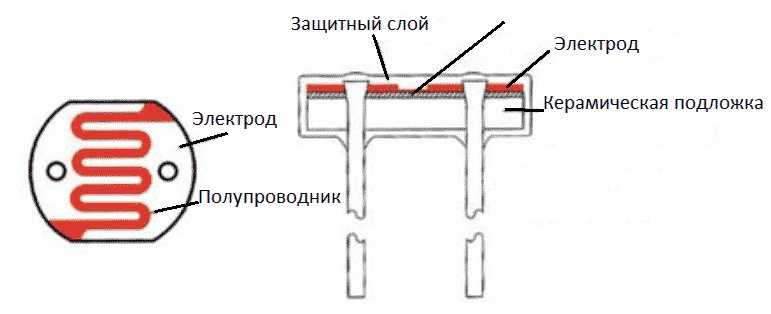 Защитный слой
Электрод
Керамическая подложка
Электрод
Полупроводник